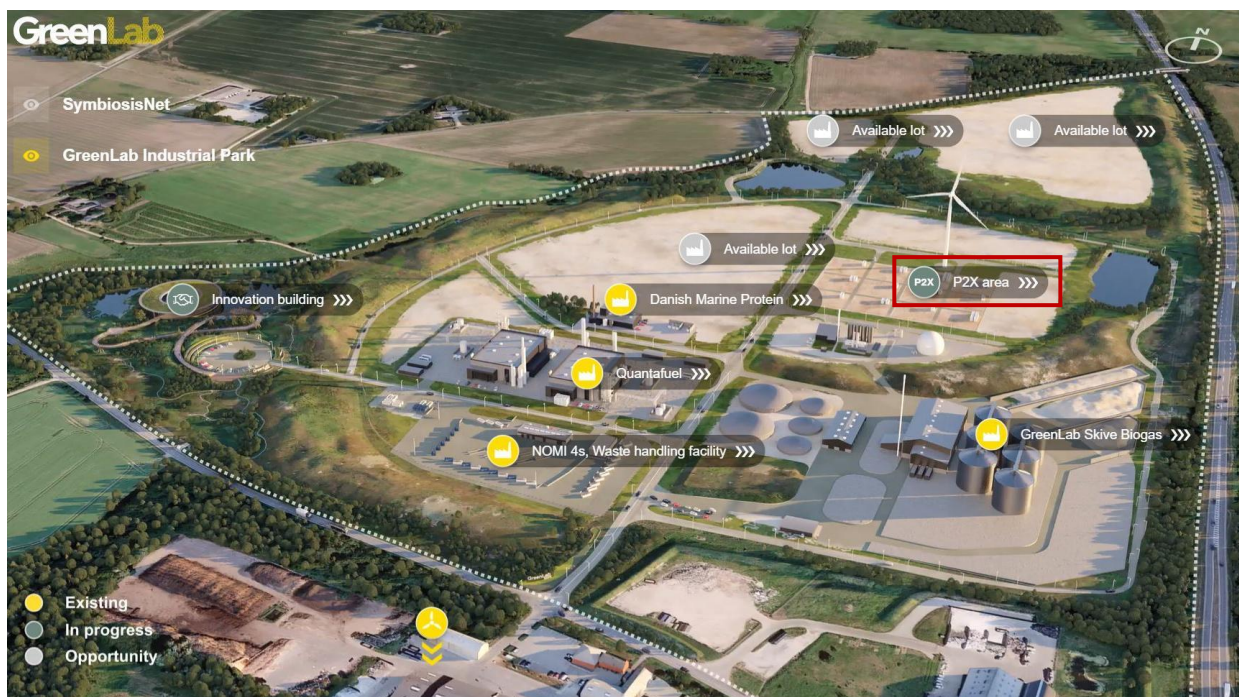 GreenLab
N
SymbiosisNet
GreenLab Industrial Park
Available lot >>>
Available lot >>>
Available lot >>>
P2X P2X area >>>
Innovation building >>>
Danish Marine Protein >>>
Quantafuel >>>
GreenLab Skive Biogas >>>
NOMI 4s, Waste handling facility >>>
GreenLab
Existing
In progress
Opportunity